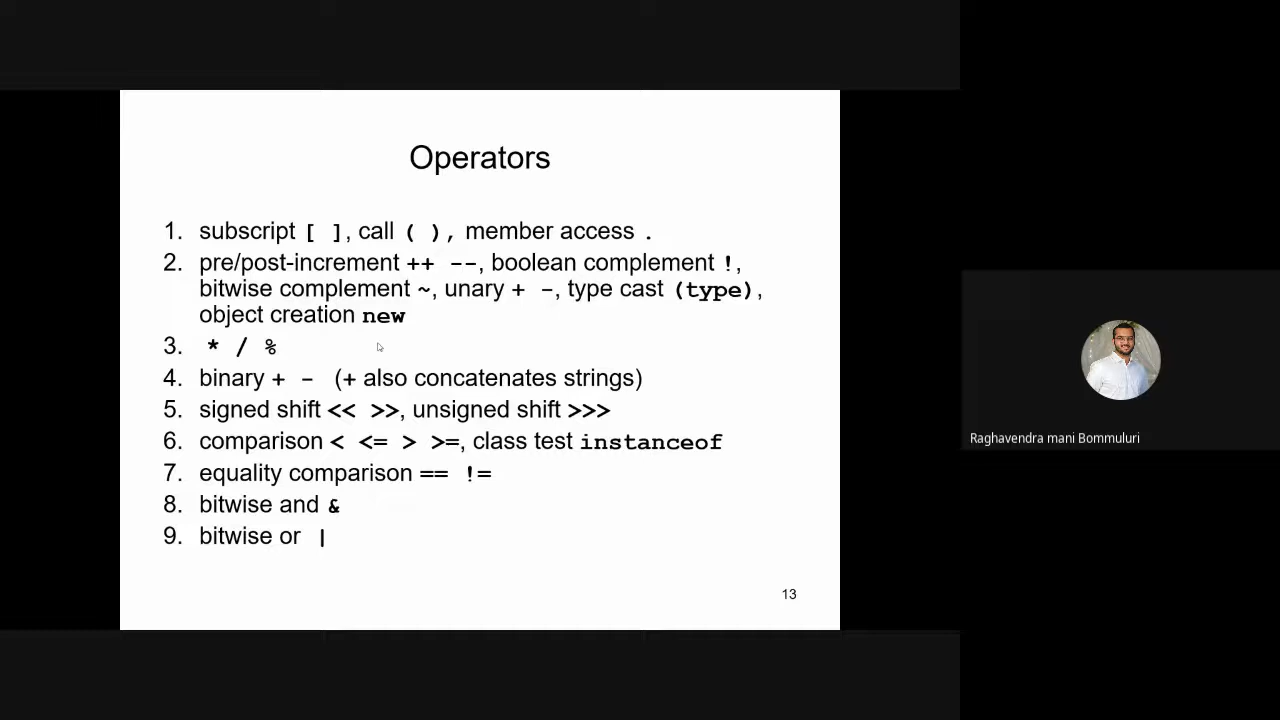 Operators
1. subscript [ ], call ( ), member access .
2. pre/post-increment ++ --, boolean complement !,
bitwise complement ~, unary + -, type cast (type),
object creation new
3. * / %
4. binary + - (+ also concatenates strings)
5. signed shift << >>, unsigned shift >>>
6. comparison < <= > >=, class test instanceof
7. equality comparison == !=
8. bitwise and &
9. bitwise or |
13
Raghavendra mani Bommuluri